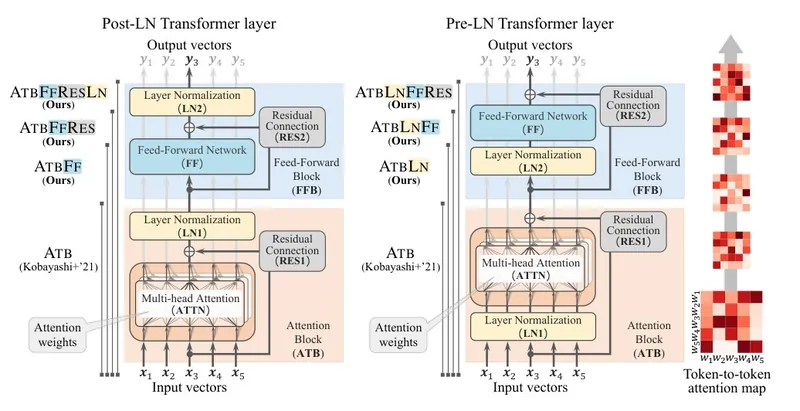 Post-LN Transformer layer
Output vectors
y1 y2 y3 y4 y5
ATBFFRESLN
(Ours)
ATBFFRES
(Ours)
ATBFF
(Ours)
ATB
(Kobayashi+'21)
Layer Normalization
(LN2)
Residual
Connection
(RES2)
Feed-Forward Network
(FF)
Feed-Forward
Block
(FFB)
Layer Normalization
(LN1)
Residual
Connection
(RES1)
Multi-head Attention
(ATTN)
Attention
weights
Attention
Block
(ATB)
x1 x2 x3 x4 x5
Input vectors
Pre-LN Transformer layer
Output vectors
y1 y2 y3 y4 y5
ATBLNFFRES
(Ours)
ATBLNFF
(Ours)
ATBLN
(Ours)
ATB
(Kobayashi+'21)
Residual
Connection
(RES2)
Feed-Forward Network
(FF)
Layer Normalization
(LN2)
Feed-Forward
Block
(FFB)
Residual
Connection
(RES1)
Multi-head Attention
(ATTN)
Attention
weights
Layer Normalization
(LN1)
Attention
Block
(ATB)
x1 x2 x3 x4 x5
Input vectors
w5w4w3w2w1
w1w2w3w4w5
Token-to-token
attention map